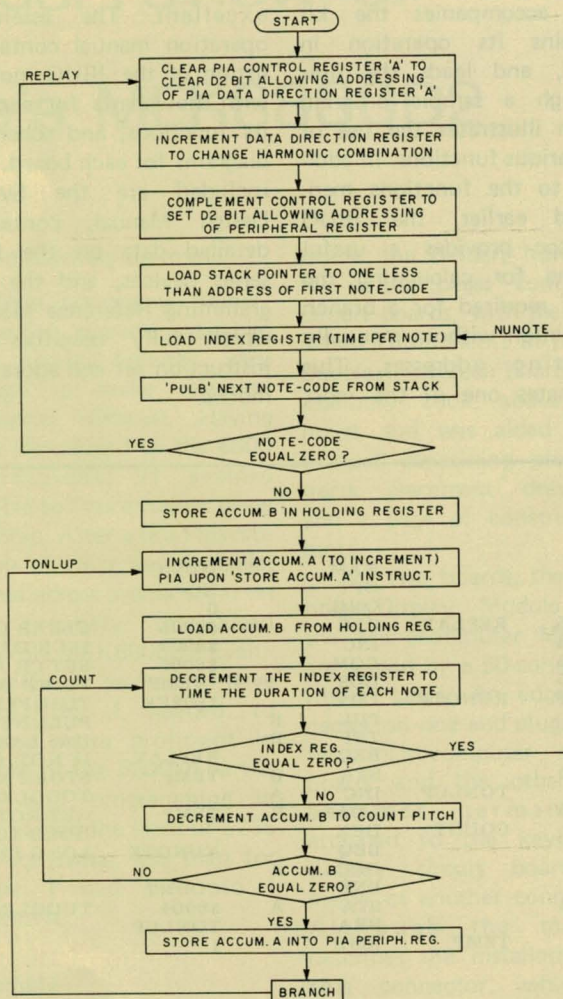 START
REPLAY
CLEAR PIA CONTROL REGISTER 'A' TO
CLEAR D2 BIT ALLOWING ADDRESSING
OF PIA DATA DIRECTION REGISTER 'A'
INCREMENT DATA DIRECTION REGISTER
TO CHANGE HARMONIC COMBINATION
COMPLEMENT CONTROL REGISTER TO
SET D2 BIT ALLOWING ADDRESSING
OF PERIPHERAL REGISTER
LOAD STACK POINTER TO ONE LESS
THAN ADDRESS OF FIRST NOTE-CODE
NUNOTE
LOAD INDEX REGISTER (TIME PER NOTE)
'PULB' NEXT NOTE-CODE FROM STACK
YES
NOTE-CODE
EQUAL ZERO ?
NO
STORE ACCUM. B IN HOLDING REGISTER
TONLUP
INCREMENT ACCUM. A (TO INCREMENT)
PIA UPON 'STORE ACCUM. A' INSTRUCT.
LOAD ACCUM. B FROM HOLDING REG.
COUNT
DECREMENT THE INDEX REGISTER TO
TIME THE DURATION OF EACH NOTE
INDEX REG.
EQUAL ZERO?
YES
NO
DECREMENT ACCUM. B TO COUNT PITCH
NO
ACCUM. B
EQUAL ZERO?
YES
STORE ACCUM. A INTO PIA PERIPH. REG.
BRANCH